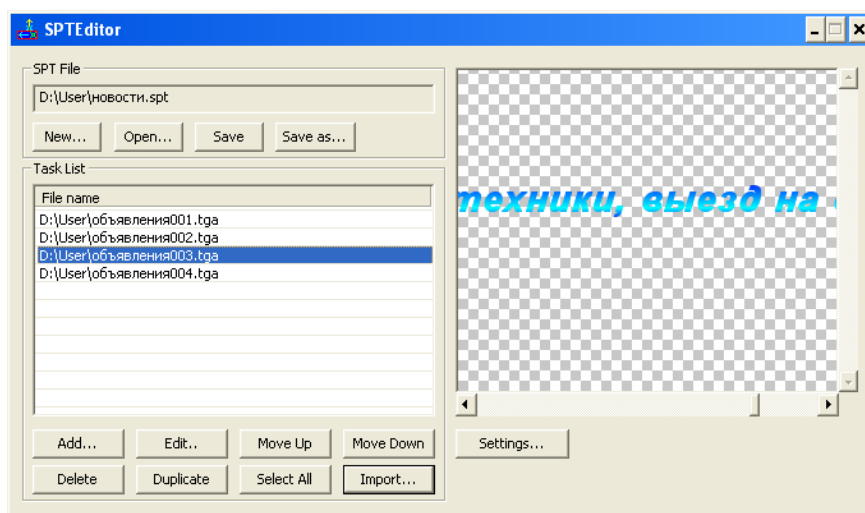 SPTEditor
SPT File
D:\User\новости.spt
New... Open... Save Save as...
Task List
File name
D:\User\объявления001.tga
D:\User\объявления002.tga
D:\User\объявления003.tga
D:\User\объявления004.tga
техники, выезд на
Add... Edit.. Move Up Move Down
Settings...
Delete Duplicate Select All Import...